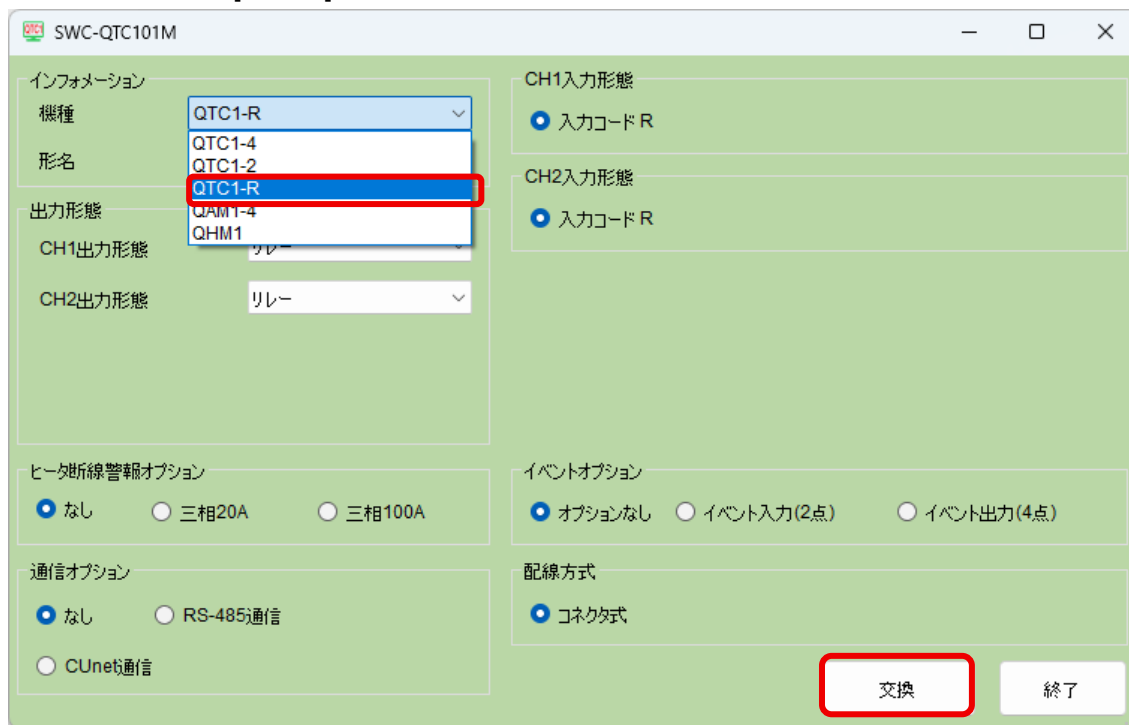 SWC-QTC101M
インフォメーション
機種
QTC1-R
QTC1-4
QTC1-2
QTC1-R
QAM1-4
QHM1
形名
出力形態
CH1出力形態
リレー
CH2出力形態
リレー
CH1入力形態
入力コード R
CH2入力形態
入力コード R
ヒータ断線警報オプション
なし 三相20A 三相100A
イベントオプション
オプションなし イベント入力(2点) イベント出力(4点)
通信オプション
なし RS-485通信
CUnet通信
配線方式
コネクタ式
交換 終了